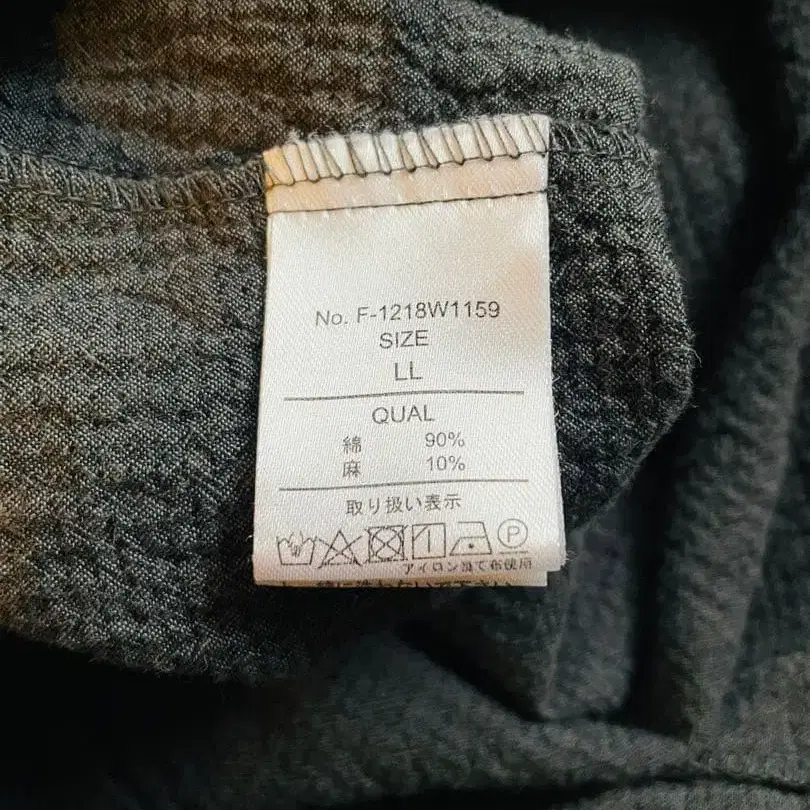 No. F-1218W1159
SIZE
LL
QUAL
綿 90%
麻 10%
取り扱い表示
P
アイロン当て布使用